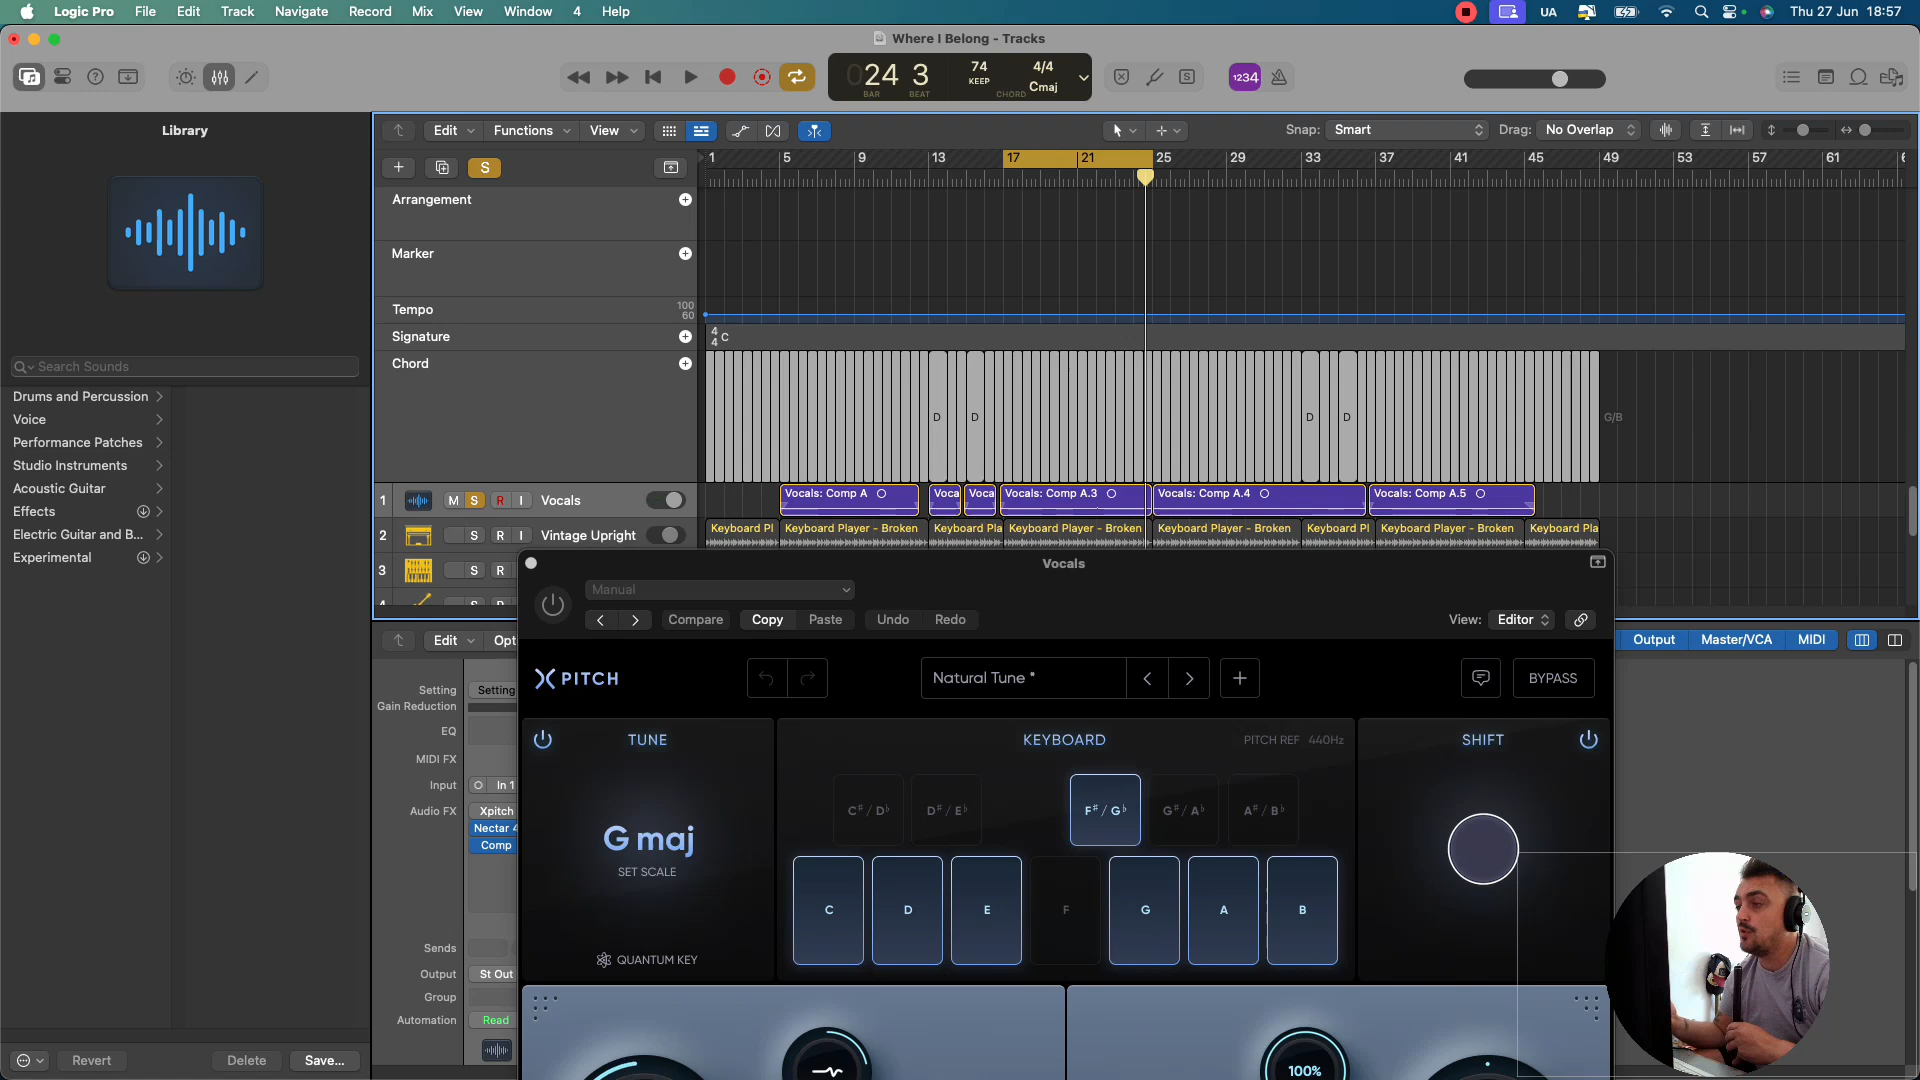 Logic Pro File Edit Track Navigate Record Mix View Window 4 Help
UA Thu 27 Jun 18:57
Where I Belong - Tracks
024 3 74 4/4
KEEP Cmaj
BAR BEAT CHORD
S 1234
Library
Edit Functions View Snap: Smart Drag: No Overlap
1 5 9 13 17 21 25 29 33 37 41 45 49 53 57 61
S
Arrangement
Marker
Tempo 100
60
Signature 4 C
4
Chord
D D D D G/B
Search Sounds
Drums and Percussion
Voice
Performance Patches
Studio Instruments
Acoustic Guitar
Effects
Electric Guitar and B...
Experimental
1 M S R I Vocals
Vocals: Comp A Voca Voca Vocals: Comp A.3 Vocals: Comp A.4 Vocals: Comp A.5
2 S R I Vintage Upright
Keyboard Pl Keyboard Player - Broken Keyboard Pla Keyboard Player - Broken Keyboard Player - Broken Keyboard Pl Keyboard Player - Broken Keyboard Pla
3 S R
4
Vocals
Manual
Compare Copy Paste Undo Redo View: Editor
Edit Opt Output Master/VCA MIDI
PITCH Natural Tune * BYPASS
Setting Setting
Gain Reduction
EQ
MIDI FX
Input In 1
Audio FX Xpitch
Nectar 4
Comp
Sends
Output St Out
Group
Automation Read
TUNE KEYBOARD PITCH REF 440Hz SHIFT
C♯ / D♭ D♯ / E♭ F♯ / G♭ G♯ / A♭ A♯ / B♭
G maj
SET SCALE
C D E F G A B
QUANTUM KEY
100%
Revert Delete Save...